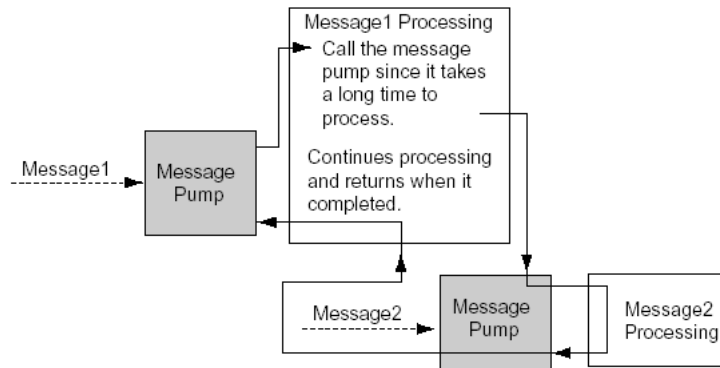 Message1 Processing
Call the message
pump since it takes
a long time to
process.
Continues processing
and returns when it
completed.
Message1
Message
Pump
Message2
Message
Pump
Message2
Processing